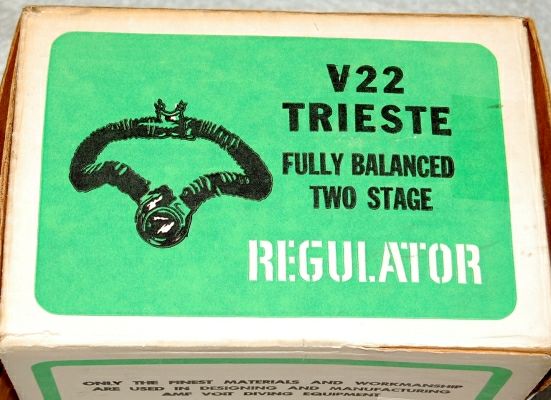 V22
TRIESTE
FULLY BALANCED
TWO STAGE
REGULATOR
ONLY THE FINEST MATERIALS AND WORKMANSHIP
ARE USED IN DESIGNING AND MANUFACTURING
AMF VOIT DIVING EQUIPMENT